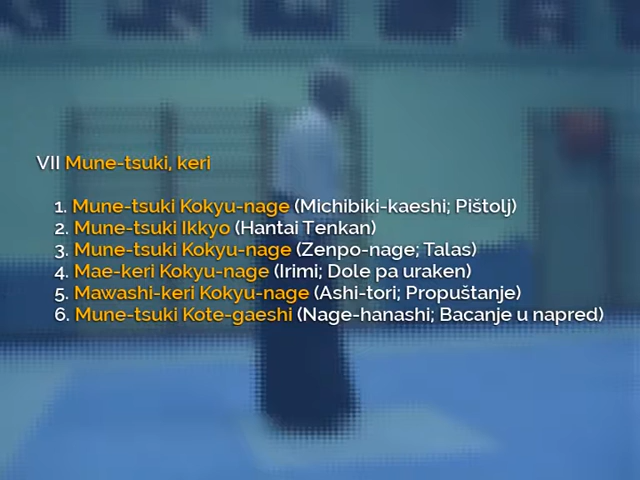 VII Mune-tsuki, keri
1. Mune-tsuki Kokyu-nage (Michibiki-kaeshi; Pištolj)
2. Mune-tsuki Ikkyo (Hantai Tenkan)
3. Mune-tsuki Kokyu-nage (Zenpo-nage; Talas)
4. Mae-keri Kokyu-nage (Irimi; Dole pa uraken)
5. Mawashi-keri Kokyu-nage (Ashi-tori; Propuštanje)
6. Mune-tsuki Kote-gaeshi (Nage-hanashi; Bacanje u napred)